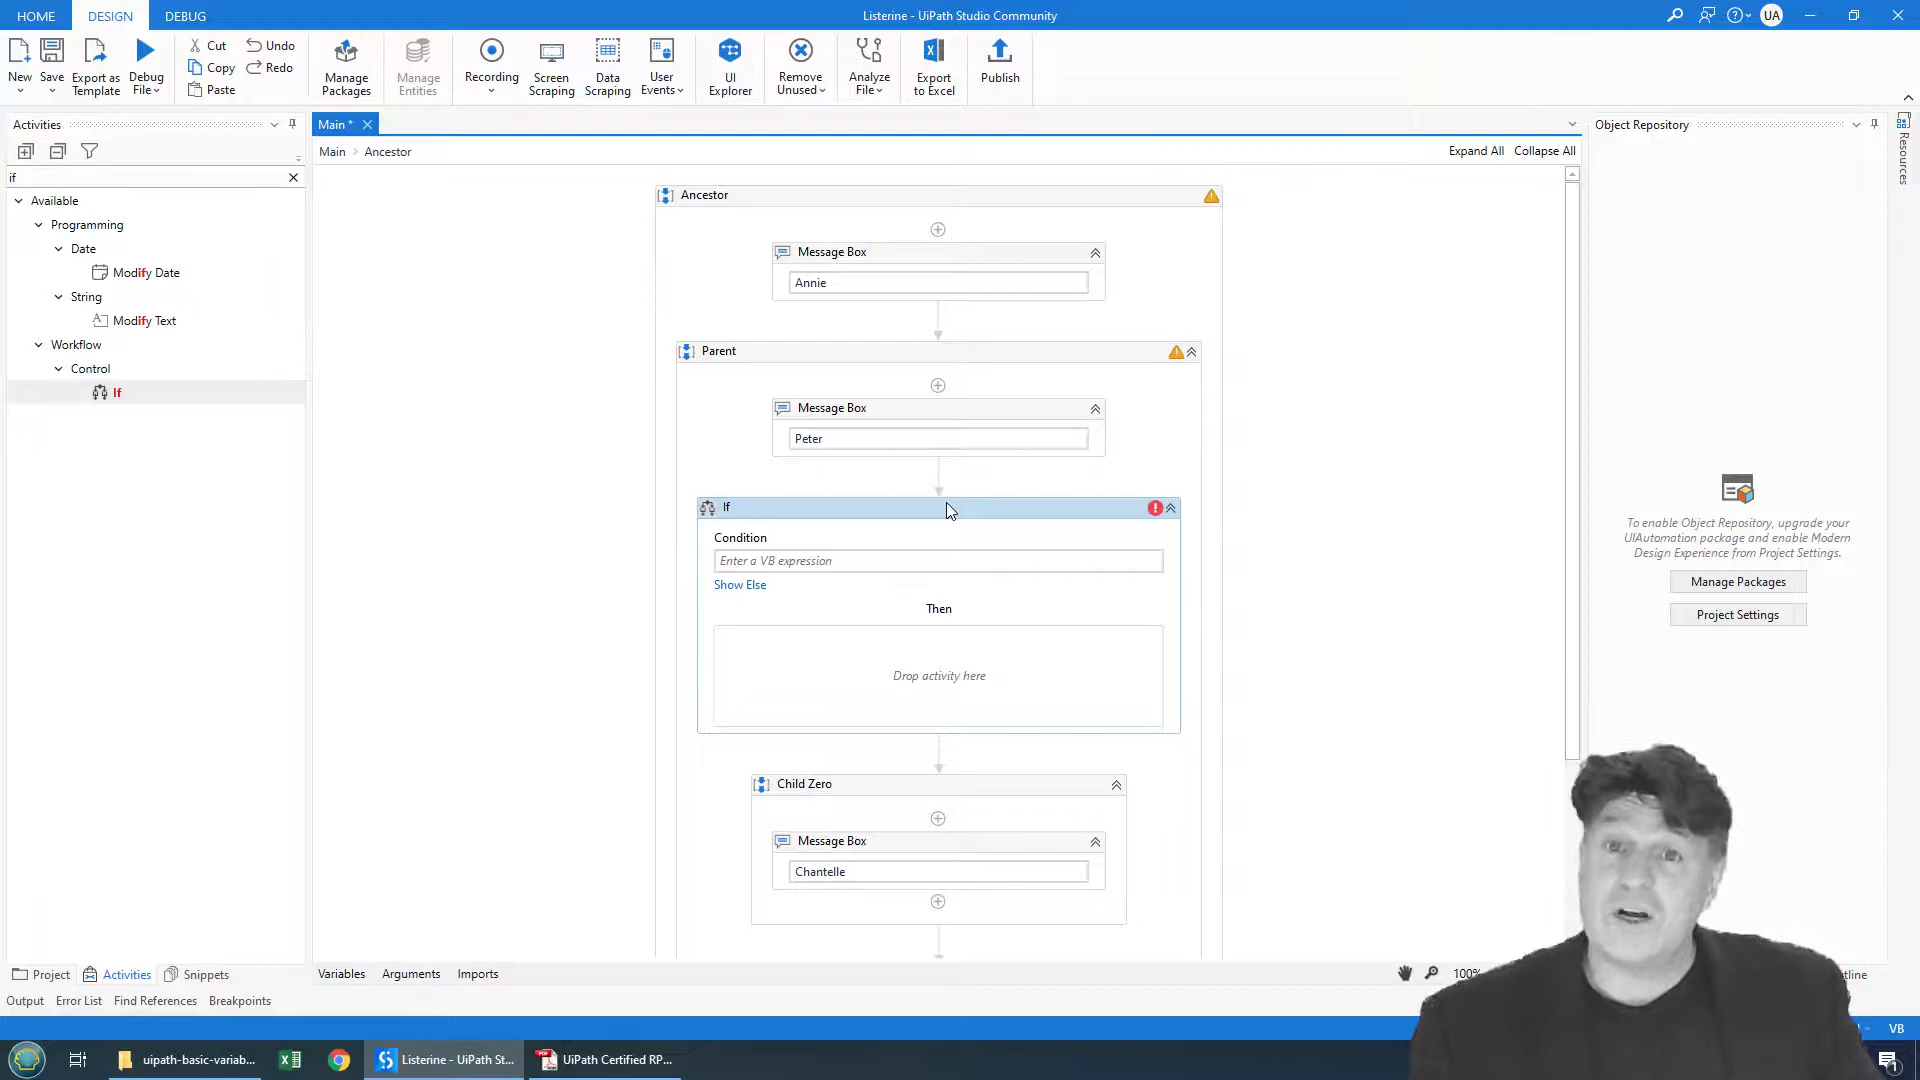 HOME DESIGN DEBUG
Listerine - UiPath Studio Community
UA
New Save Export as Template Debug File
Cut Copy Paste
Undo Redo
Manage Packages
Manage Entities
Recording Screen Scraping Data Scraping User Events
UI Explorer
Remove Unused
Analyze File
Export to Excel
Publish
Activities
if
Available
Programming
Date
Modify Date
String
Modify Text
Workflow
Control
If
Main *
Main > Ancestor
Expand All Collapse All
Ancestor
Message Box
Annie
Parent
Message Box
Peter
If
Condition
Enter a VB expression
Show Else
Then
Drop activity here
Child Zero
Message Box
Chantelle
Object Repository
Resources
To enable Object Repository, upgrade your
UIAutomation package and enable Modern
Design Experience from Project Settings.
Manage Packages
Project Settings
Project Activities Snippets
Variables Arguments Imports
100%
Output Error List Find References Breakpoints
VB
uipath-basic-variab...
Listerine - UiPath St...
UiPath Certified RP...
1